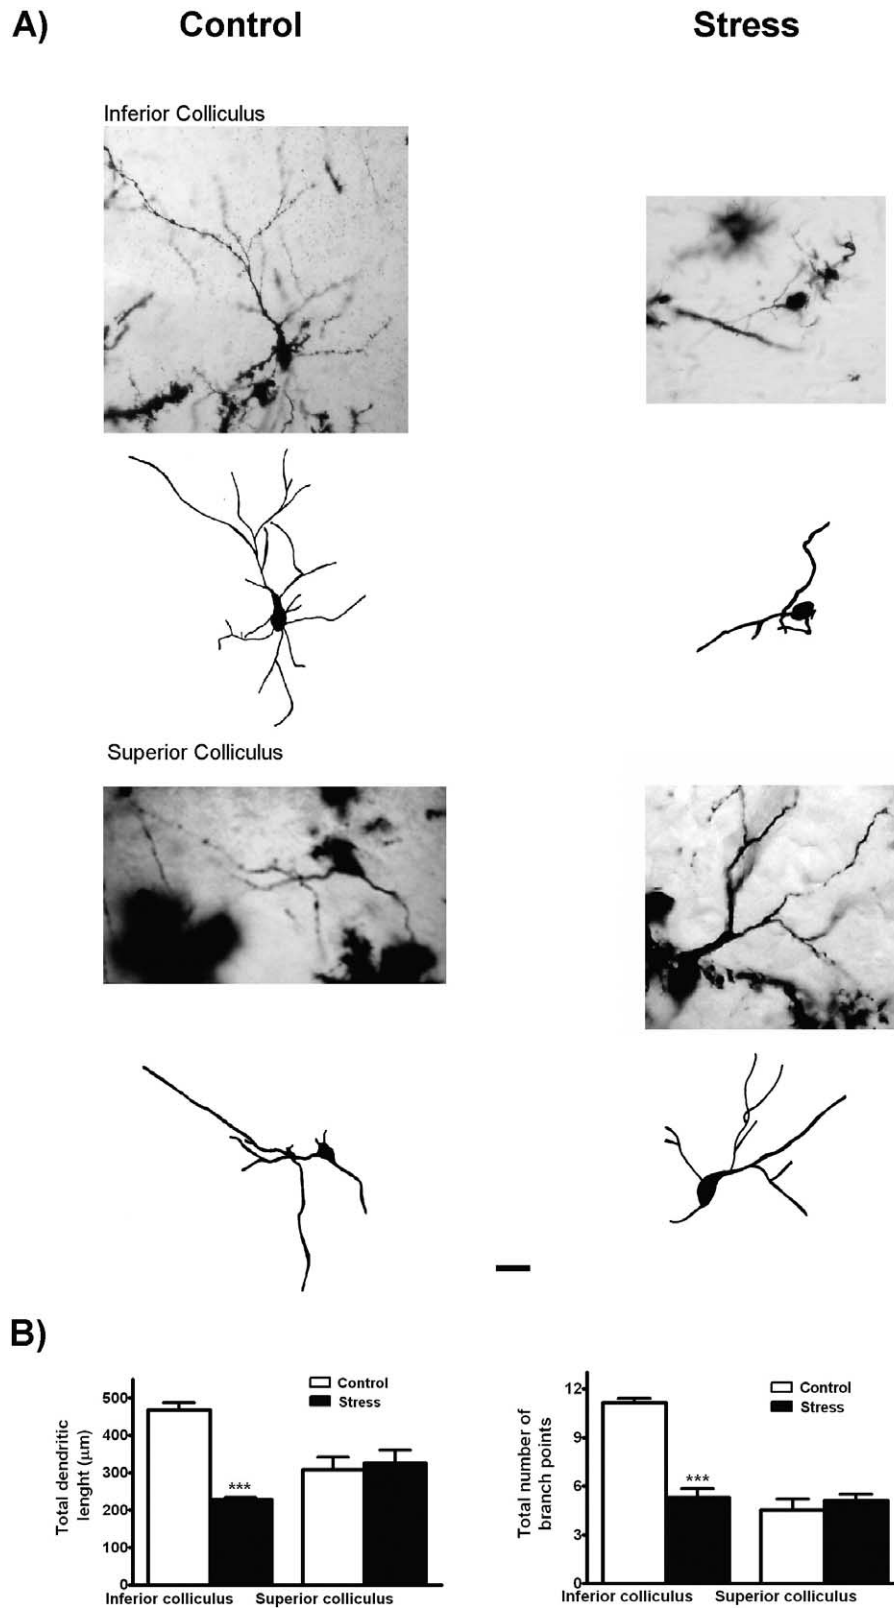 A)
Control
Stress
Inferior Colliculus
Superior Colliculus
B)
Total dendritic
lenght (µm)
500
400
300
200
100
0
Control
Stress
***
Inferior colliculus
Superior colliculus
Total number of
branch points
12
9
6
3
0
Control
Stress
***
Inferior colliculus
Superior colliculus